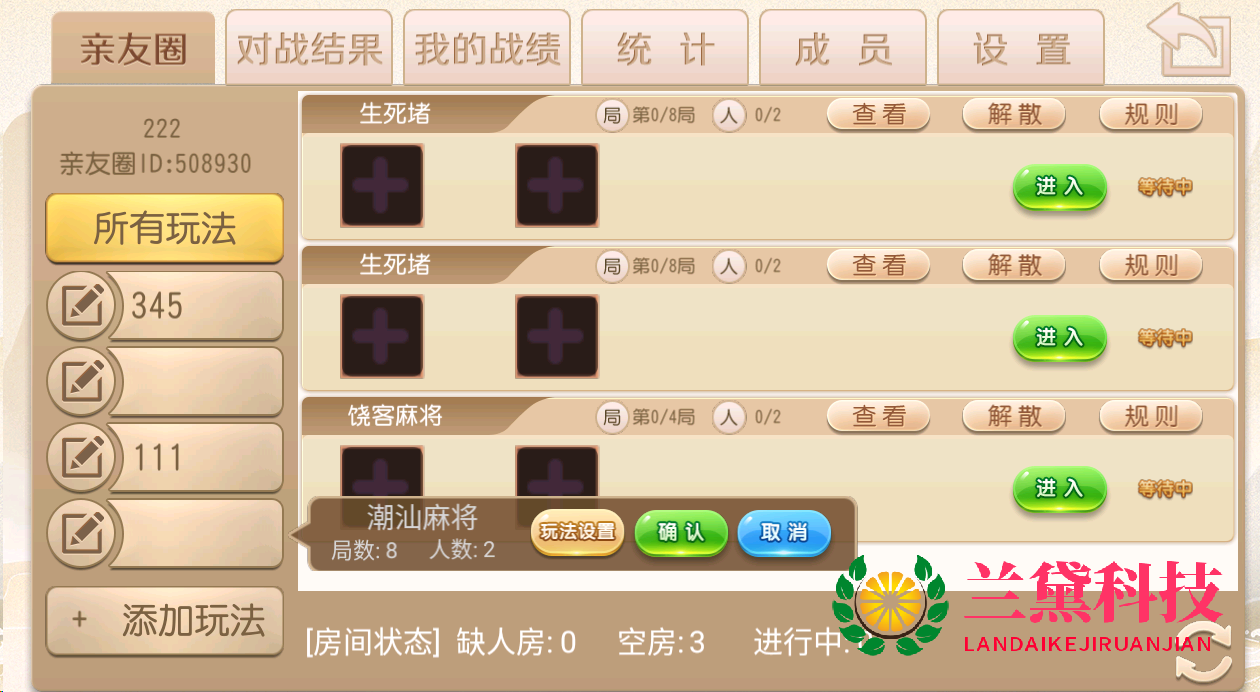 亲友圈 对战结果 我的战绩 统计 成员 设置
222
亲友圈ID:508930
所有玩法
345
111
+ 添加玩法
生死堵 局 第0/8局 人 0/2 查看 解散 规则
进入 等待中
生死堵 局 第0/8局 人 0/2 查看 解散 规则
进入 等待中
饶客麻将 局 第0/4局 人 0/2 查看 解散 规则
进入 等待中
潮汕麻将
局数: 8 人数: 2 玩法设置 确认 取消
[房间状态] 缺人房: 0 空房: 3 进行中:
兰黛科技
LANDAIKEJIRUANJIAN